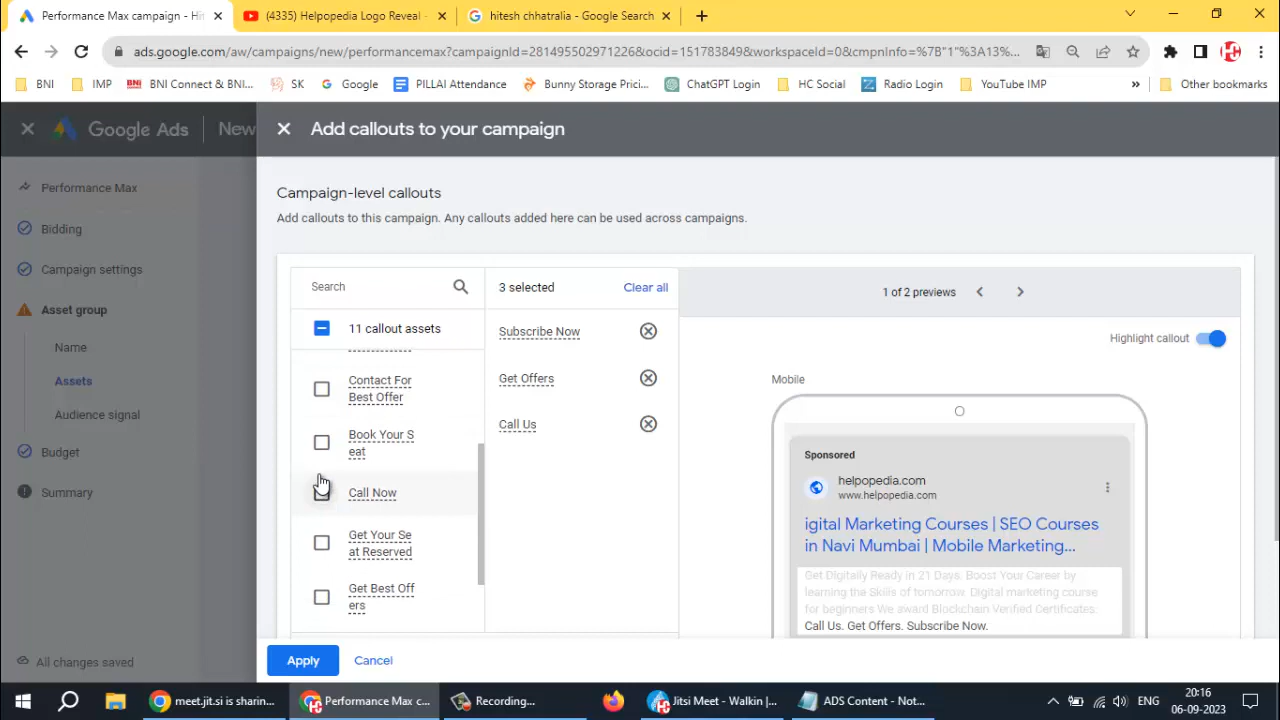 Performance Max campaign - Hit
(4335) Helpopedia Logo Reveal -
hitesh chhatralia - Google Search
ads.google.com/aw/campaigns/new/performancemax?campaignId=281495502971226&ocid=151783849&workspaceId=0&cmpnInfo=%7B"1"%3A13%...
BNI
IMP
BNI Connect & BNI...
SK
Google
PILLAI Attendance
Bunny Storage Prici...
ChatGPT Login
HC Social
Radio Login
YouTube IMP
»
Other bookmarks
Google Ads
New
Add callouts to your campaign
Performance Max
Bidding
Campaign settings
Asset group
Name
Assets
Audience signal
Budget
Summary
All changes saved
Campaign-level callouts
Add callouts to this campaign. Any callouts added here can be used across campaigns.
Search
11 callout assets
Contact For
Best Offer
Book Your S
eat
Call Now
Get Your Se
at Reserved
Get Best Off
ers
3 selected
Clear all
Subscribe Now
Get Offers
Call Us
1 of 2 previews
Highlight callout
Mobile
Sponsored
helpopedia.com
www.helpopedia.com
igital Marketing Courses | SEO Courses
in Navi Mumbai | Mobile Marketing...
Get Digitally Ready in 21 Days. Boost Your Career by
learning the Skills of tomorrow. Digital marketing course
for beginners We award Blockchain Verified Certificates.
Call Us. Get Offers. Subscribe Now.
Apply
Cancel
meet.jit.si is sharin...
Performance Max c...
Recording...
Jitsi Meet - Walkin |...
ADS Content - Not...
ENG
20:16
06-09-2023